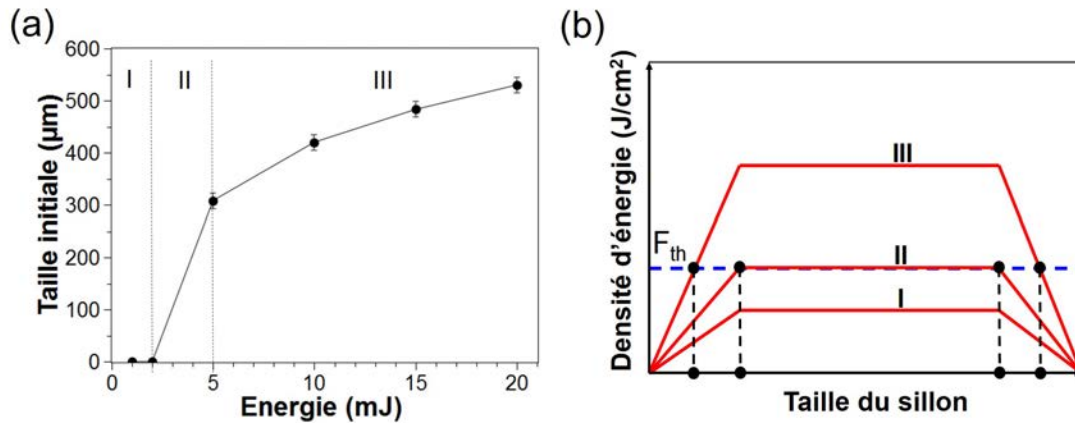 (a)
600
500
400
300
200
100
0
I
II
III
Taille initiale (µm)
0
5
10
15
20
Energie (mJ)
(b)
Densité d'énergie (J/cm²)
III
F_th
II
I
Taille du sillon